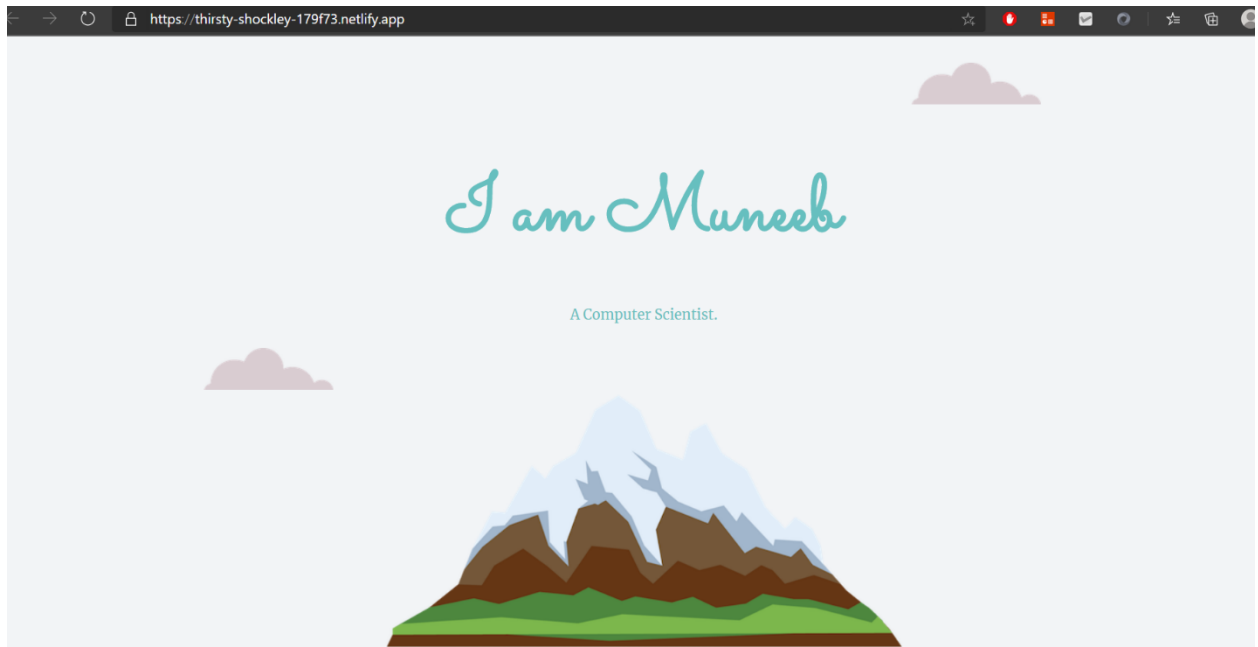 https://thirsty-shockley-179f73.netlify.app
I am Muneeb
A Computer Scientist.